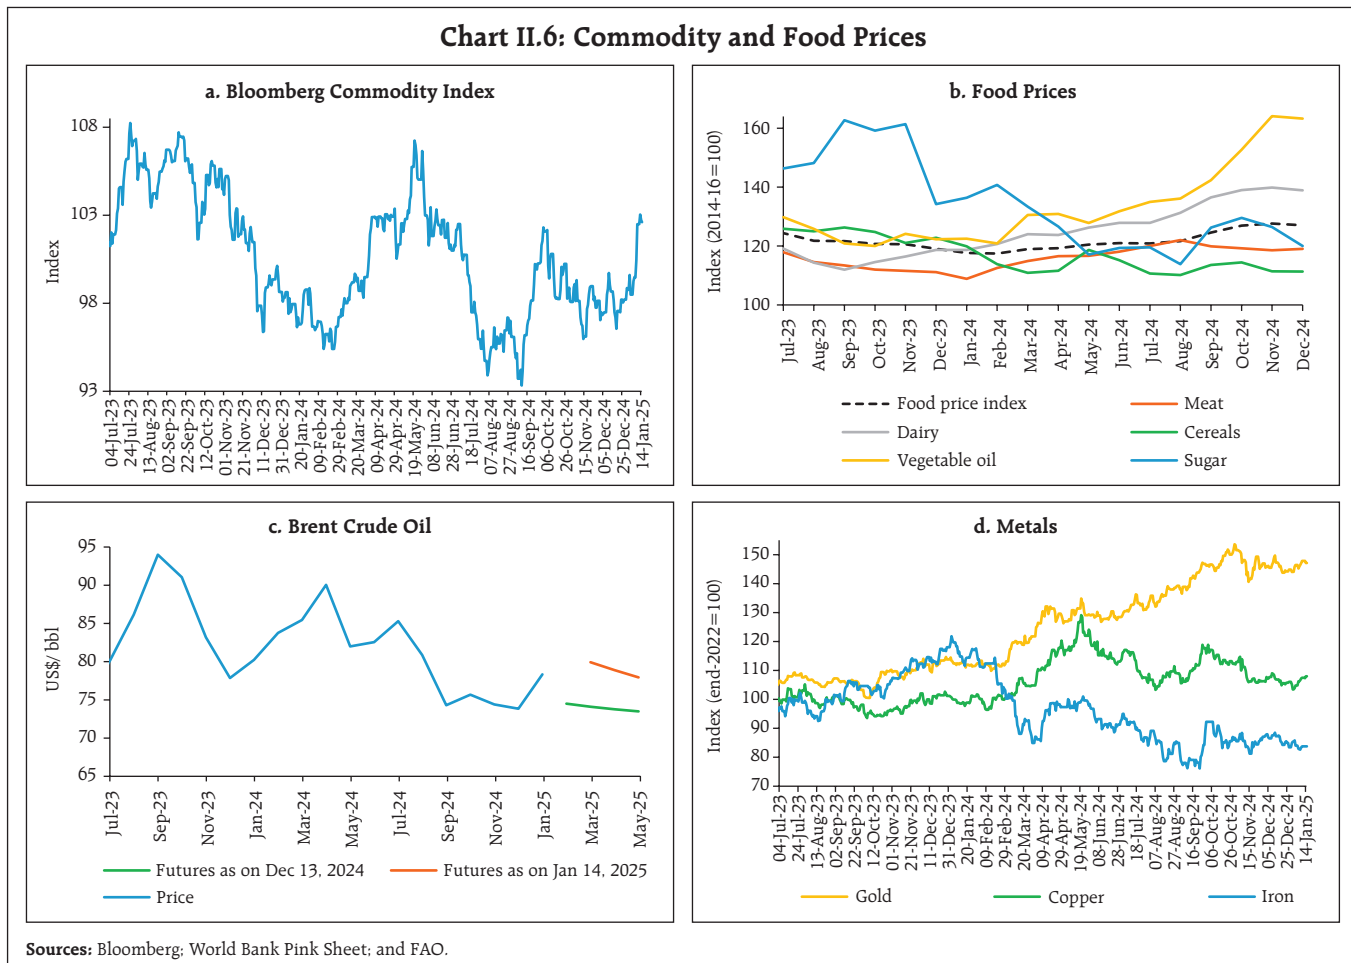 Chart II.6: Commodity and Food Prices
a. Bloomberg Commodity Index
Index
108
103
98
93
04-Jul-23
24-Jul-23
13-Aug-23
02-Sep-23
22-Sep-23
12-Oct-23
01-Nov-23
21-Nov-23
11-Dec-23
31-Dec-23
20-Jan-24
09-Feb-24
29-Feb-24
20-Mar-24
09-Apr-24
29-Apr-24
19-May-24
08-Jun-24
28-Jun-24
18-Jul-24
07-Aug-24
27-Aug-24
16-Sep-24
06-Oct-24
26-Oct-24
15-Nov-24
05-Dec-24
25-Dec-24
14-Jan-25
b. Food Prices
Index (2014-16=100)
160
140
120
100
Jul-23
Aug-23
Sep-23
Oct-23
Nov-23
Dec-23
Jan-24
Feb-24
Mar-24
Apr-24
May-24
Jun-24
Jul-24
Aug-24
Sep-24
Oct-24
Nov-24
Dec-24
Food price index
Meat
Dairy
Cereals
Vegetable oil
Sugar
c. Brent Crude Oil
US$/ bbl
95
90
85
80
75
70
65
Jul-23
Sep-23
Nov-23
Jan-24
Mar-24
May-24
Jul-24
Sep-24
Nov-24
Jan-25
Mar-25
May-25
Futures as on Dec 13, 2024
Futures as on Jan 14, 2025
Price
d. Metals
Index (end-2022=100)
150
140
130
120
110
100
90
80
70
04-Jul-23
24-Jul-23
13-Aug-23
02-Sep-23
22-Sep-23
12-Oct-23
01-Nov-23
21-Nov-23
11-Dec-23
31-Dec-23
20-Jan-24
09-Feb-24
29-Feb-24
20-Mar-24
09-Apr-24
29-Apr-24
19-May-24
08-Jun-24
28-Jun-24
18-Jul-24
07-Aug-24
27-Aug-24
16-Sep-24
06-Oct-24
26-Oct-24
15-Nov-24
05-Dec-24
25-Dec-24
14-Jan-25
Gold
Copper
Iron
Sources: Bloomberg; World Bank Pink Sheet; and FAO.